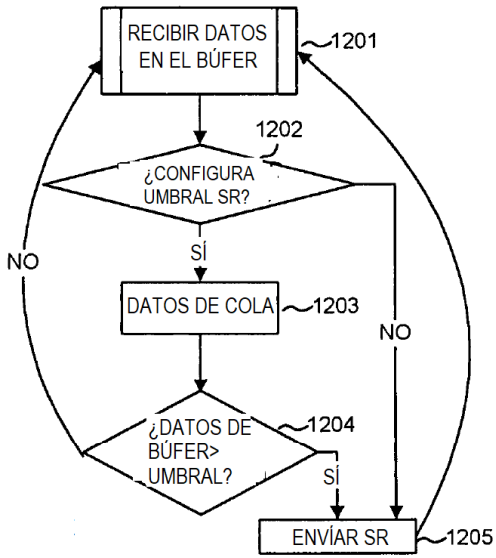 RECIBIR DATOS
EN EL BÚFER
1201
1202
¿CONFIGURA
UMBRAL SR?
SÍ
NO
DATOS DE COLA
1203
NO
1204
¿DATOS DE
BÚFER>
UMBRAL?
SÍ
ENVÍAR SR
1205